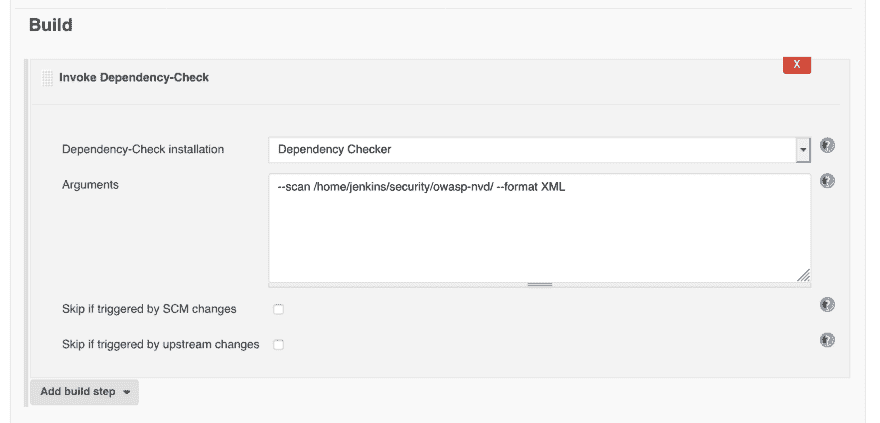 Build
Invoke Dependency-Check
X
Dependency-Check installation
Dependency Checker
Arguments
--scan /home/jenkins/security/owasp-nvd/ --format XML
Skip if triggered by SCM changes
Skip if triggered by upstream changes
Add build step